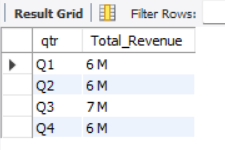 Result Grid Filter Rows:
qtr Total_Revenue
Q1 6 M
Q2 6 M
Q3 7 M
Q4 6 M